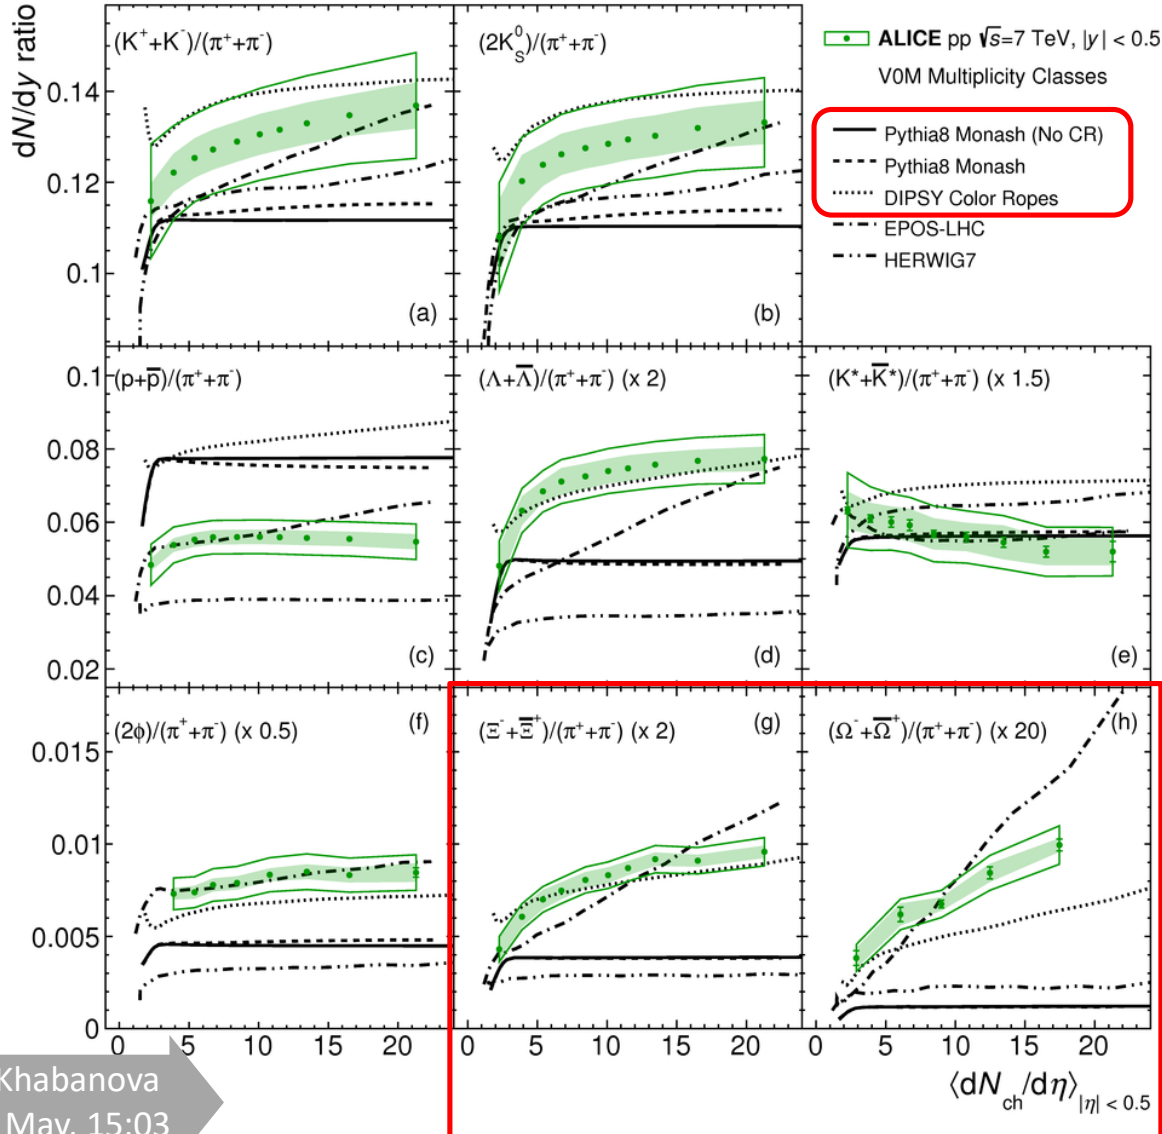 dN/dy ratio
(K⁺+K⁻)/(π⁺+π⁻)
(2K⁰_S)/(π⁺+π⁻)
ALICE pp √s=7 TeV, |y| < 0.5
V0M Multiplicity Classes
Pythia8 Monash (No CR)
Pythia8 Monash
DIPSY Color Ropes
EPOS-LHC
HERWIG7
0.14
0.12
0.1
(a)
(b)
(p+p̅)/(π⁺+π⁻)
(Λ+Λ̅)/(π⁺+π⁻) (x 2)
(K*+K̅*)/(π⁺+π⁻) (x 1.5)
0.1
0.08
0.06
0.04
0.02
(c)
(d)
(e)
(2φ)/(π⁺+π⁻) (x 0.5)
(f)
(Ξ⁻+Ξ̅⁺)/(π⁺+π⁻) (x 2)
(g)
(Ω⁻+Ω̅⁺)/(π⁺+π⁻) (x 20)
(h)
0.015
0.01
0.005
0
0 5 10 15 20
0 5 10 15 20
0 5 10 15 20
⟨dN_ch/dη⟩_|η| < 0.5
Khabanova
May, 15:03